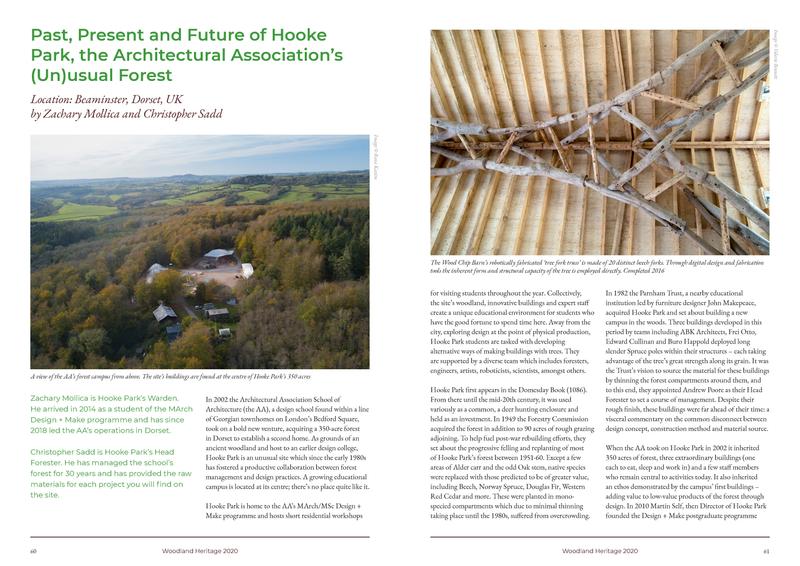 Past, Present and Future of Hooke
Park, the Architectural Association's
(Un)usual Forest
Location: Beaminster, Dorset, UK
by Zachary Mollica and Christopher Sadd
A view of the AA's forest campus from above. The site's buildings are found at the centre of Hooke Park's 350 acres
Zachary Mollica is Hooke Park's Warden.
He arrived in 2014 as a student of the MArch
Design + Make programme and has since
2018 led the AA's operations in Dorset.
Christopher Sadd is Hooke Park's Head
Forester. He has managed the school's
forest for 30 years and has provided the raw
materials for each project you will find on
the site.
In 2002 the Architectural Association School of
Architecture (the AA), a design school found within a line
of Georgian townhomes on London's Bedford Square,
took on a bold new venture, acquiring a 350-acre forest
in Dorset to establish a second home. As grounds of an
ancient woodland and host to an earlier design college,
Hooke Park is an unusual site which since the early 1980s
has fostered a productive collaboration between forest
management and design practices. A growing educational
campus is located at its centre; there's no place quite like it.
Hooke Park is home to the AA's MArch/MSc Design +
Make programme and hosts short residential workshops
60
Woodland Heritage 2020
Image © Valerie Bennett
The Wood Chip Barn's robotically fabricated 'tree fork truss' is made of 20 distinct beech forks. Through digital design and fabrication
tools the inherent form and structural capacity of the tree is employed directly. Completed 2016
for visiting students throughout the year. Collectively,
the site's woodland, innovative buildings and expert staff
create a unique educational environment for students who
have the good fortune to spend time here. Away from the
city, exploring design at the point of physical production,
Hooke Park students are tasked with developing
alternative ways of making buildings with trees. They
are supported by a diverse team which includes foresters,
engineers, artists, roboticists, scientists, amongst others.
Hooke Park first appears in the Domesday Book (1086).
From there until the mid-20th century, it was used
variously as a common, a deer hunting enclosure and
held as an investment. In 1949 the Forestry Commission
acquired the forest in addition to 90 acres of rough grazing
adjoining. To help fuel post-war rebuilding efforts, they
set about the progressive felling and replanting of most
of Hooke Park's forest between 1951-60. Except a few
areas of Alder carr and the odd Oak stem, native species
were replaced with those predicted to be of greater value,
including Beech, Norway Spruce, Douglas Fir, Western
Red Cedar and more. These were planted in mono-
specied compartments which due to minimal thinning
taking place until the 1980s, suffered from overcrowding.
In 1982 the Parnham Trust, a nearby educational
institution led by furniture designer John Makepeace,
acquired Hooke Park and set about building a new
campus in the woods. Three buildings developed in this
period by teams including ABK Architects, Frei Otto,
Edward Cullinan and Buro Happold deployed long
slender Spruce poles within their structures – each taking
advantage of the tree's great strength along its grain. It was
the Trust's vision to source the material for these buildings
by thinning the forest compartments around them, and
to this end, they appointed Andrew Poore as their Head
Forester to set a course of management. Despite their
rough finish, these buildings were far ahead of their time: a
visceral commentary on the common disconnect between
design concept, construction method and material source.
When the AA took on Hooke Park in 2002 it inherited
350 acres of forest, three extraordinary buildings (one
each to eat, sleep and work in) and a few staff members
who remain central to activities today. It also inherited
an ethos demonstrated by the campus' first buildings –
adding value to low-value products of the forest through
design. In 2010 Martin Self, then Director of Hooke Park
founded the Design + Make postgraduate programme
Woodland Heritage 2020
61